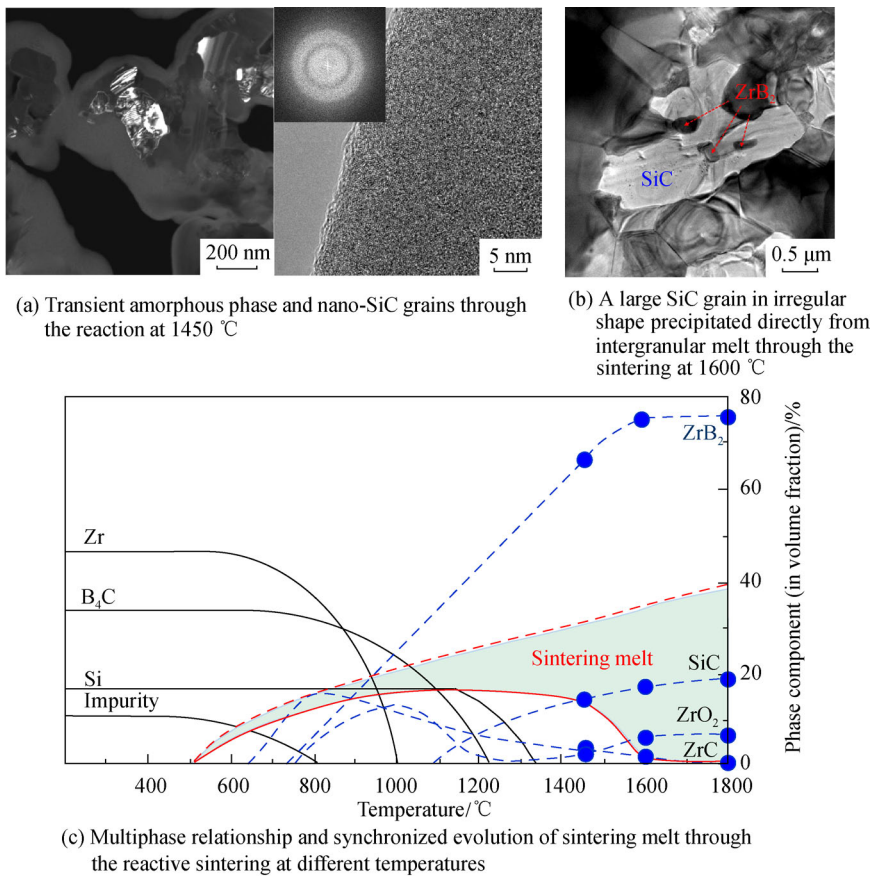 200 nm
5 nm
ZrB₂
SiC
0.5 μm
(a) Transient amorphous phase and nano-SiC grains through
the reaction at 1450 ℃
(b) A large SiC grain in irregular
shape precipitated directly from
intergranular melt through the
sintering at 1600 ℃
80
ZrB₂
60
Zr
B₄C
40
Sintering melt
Si
SiC
20
Impurity
ZrO₂
ZrC
0
400 600 800 1000 1200 1400 1600 1800
Temperature/℃
Phase component (in volume fraction)/%
(c) Multiphase relationship and synchronized evolution of sintering melt through
the reactive sintering at different temperatures